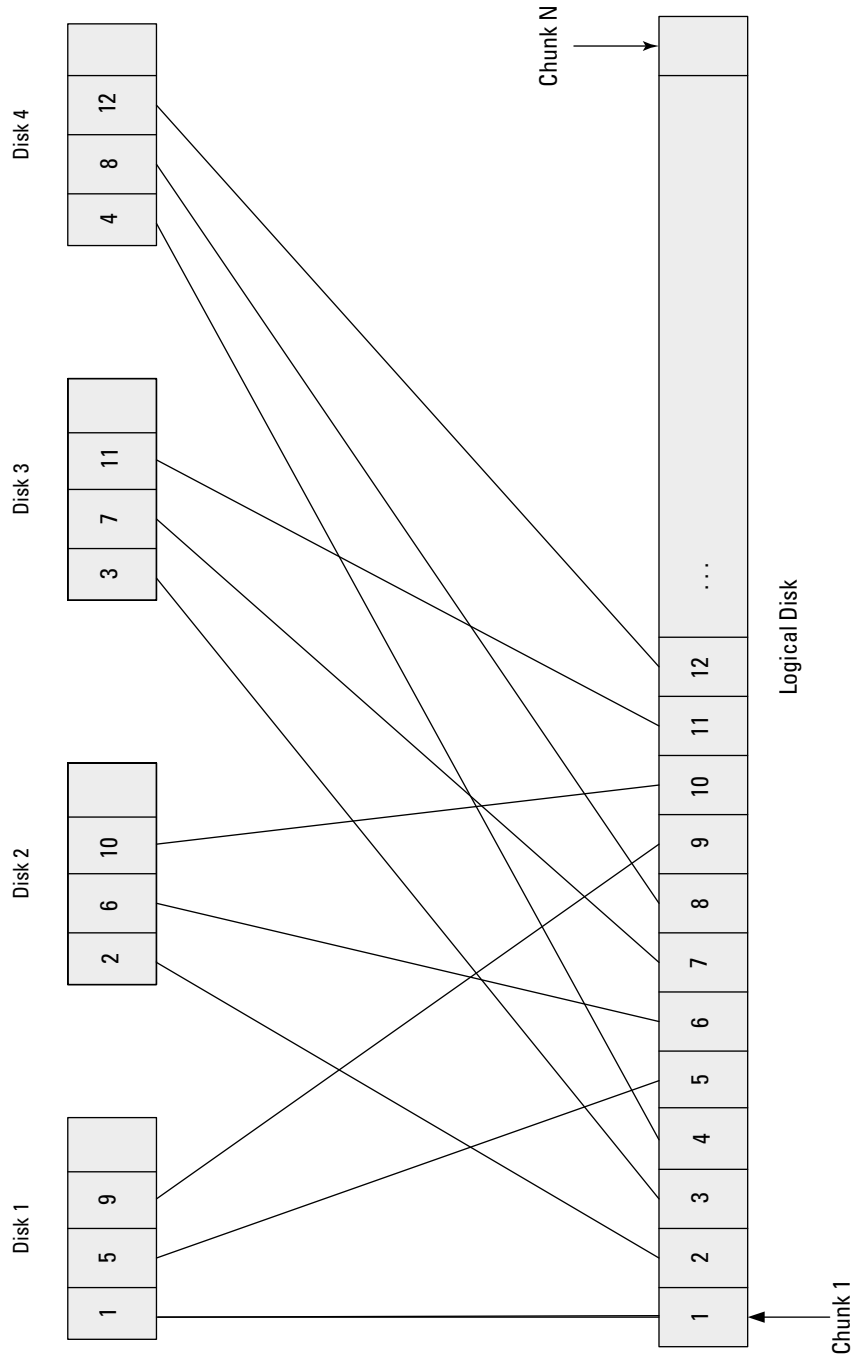 Disk 1 Disk 2 Disk 3 Disk 4
1 5 9 2 6 10 3 7 11 4 8 12
Chunk N
1 2 3 4 5 6 7 8 9 10 11 12 ...
Chunk 1
Logical Disk